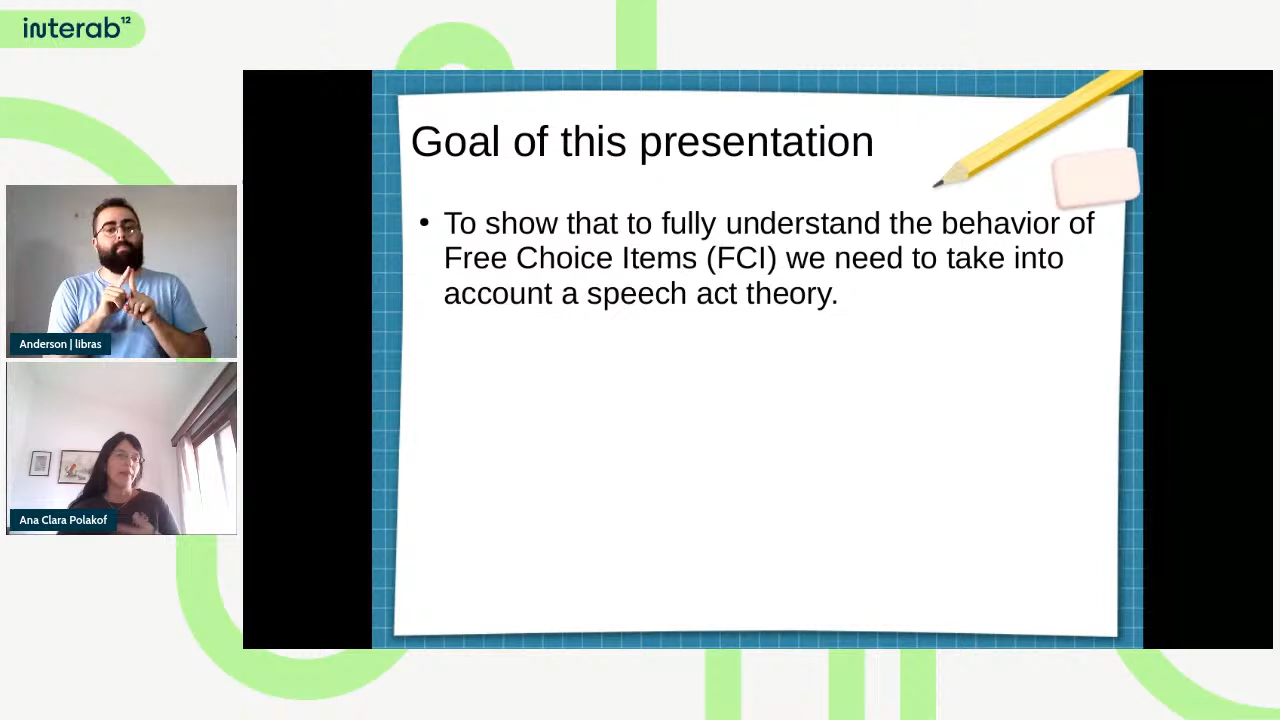 interab¹²
Goal of this presentation
• To show that to fully understand the behavior of
Free Choice Items (FCI) we need to take into
account a speech act theory.
Anderson | libras
Ana Clara Polakof